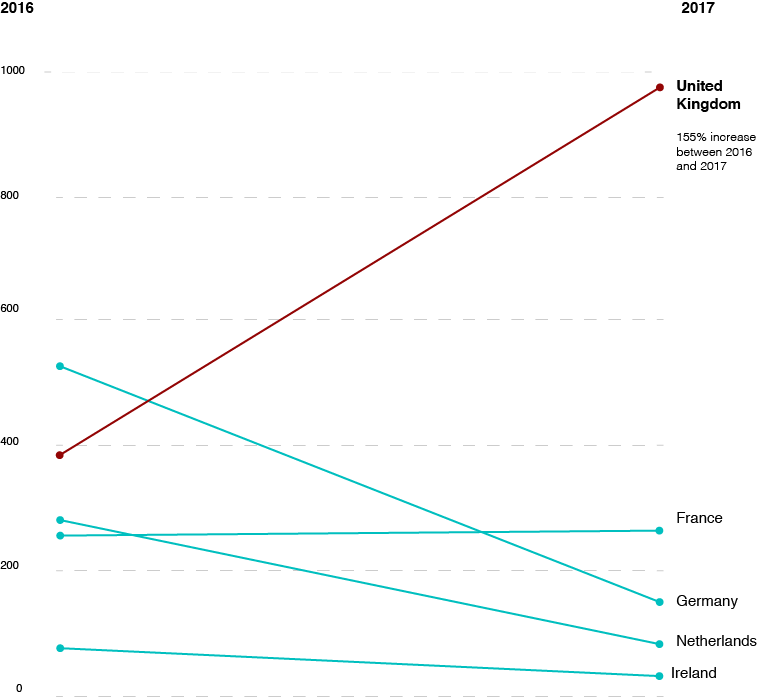 2016
2017
1000
United
Kingdom
155% increase
between 2016
and 2017
800
600
400
France
200
Germany
Netherlands
Ireland
0